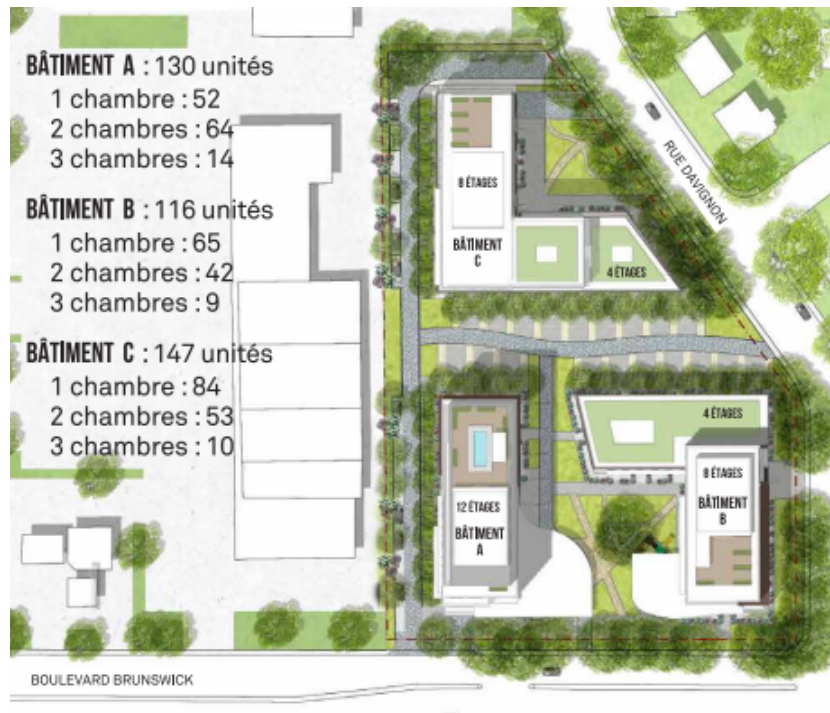 BÂTIMENT A : 130 unités
1 chambre : 52
2 chambres : 64
3 chambres : 14
BÂTIMENT B : 116 unités
1 chambre : 65
2 chambres : 42
3 chambres : 9
BÂTIMENT C : 147 unités
1 chambre : 84
2 chambres : 53
3 chambres : 10
RUE DAVIGNON
8 ÉTAGES
BÂTIMENT
C
4 ÉTAGES
4 ÉTAGES
8 ÉTAGES
BÂTIMENT
B
12 ÉTAGES
BÂTIMENT
A
BOULEVARD BRUNSWICK